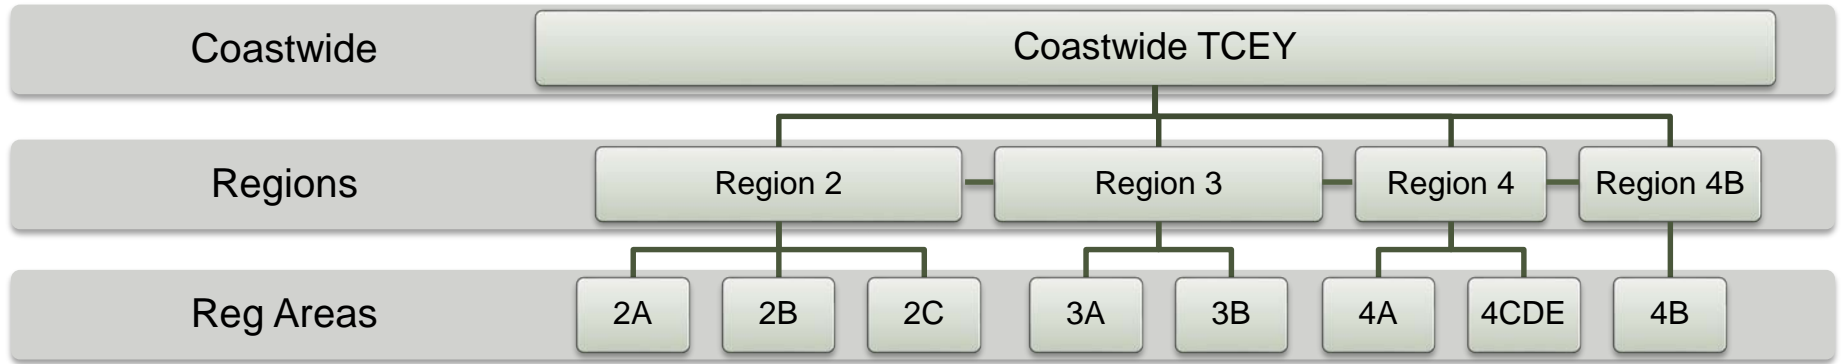 Coastwide
Coastwide TCEY
Regions
Region 2
Region 3
Region 4
Region 4B
Reg Areas
2A
2B
2C
3A
3B
4A
4CDE
4B